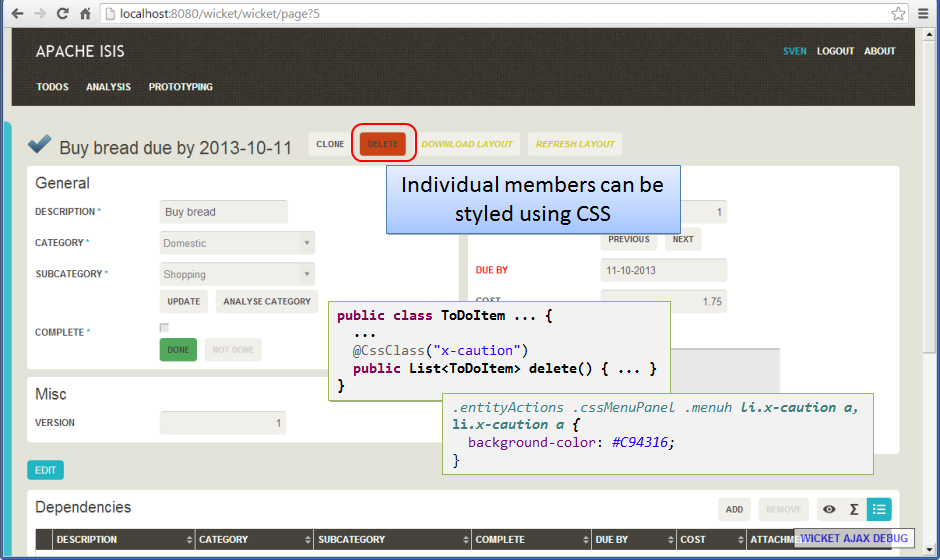 localhost:8080/wicket/wicket/page?5
APACHE ISIS
SVEN LOGOUT ABOUT
TODOS ANALYSIS PROTOTYPING
Buy bread due by 2013-10-11 CLONE DELETE DOWNLOAD LAYOUT REFRESH LAYOUT
Individual members can be
styled using CSS
General
DESCRIPTION * Buy bread
1
CATEGORY * Domestic
PREVIOUS NEXT
SUBCATEGORY * Shopping
DUE BY 11-10-2013
UPDATE ANALYSE CATEGORY
COST 1.75
COMPLETE *
DONE NOT DONE
public class ToDoItem ... {
...
@CssClass("x-caution")
public List<ToDoItem> delete() { ... }
}
Misc
VERSION 1
.entityActions .cssMenuPanel .menuh li.x-caution a,
li.x-caution a {
background-color: #C94316;
}
EDIT
Dependencies ADD REMOVE Σ
DESCRIPTION CATEGORY SUBCATEGORY COMPLETE DUE BY COST
WICKET AJAX DEBUG